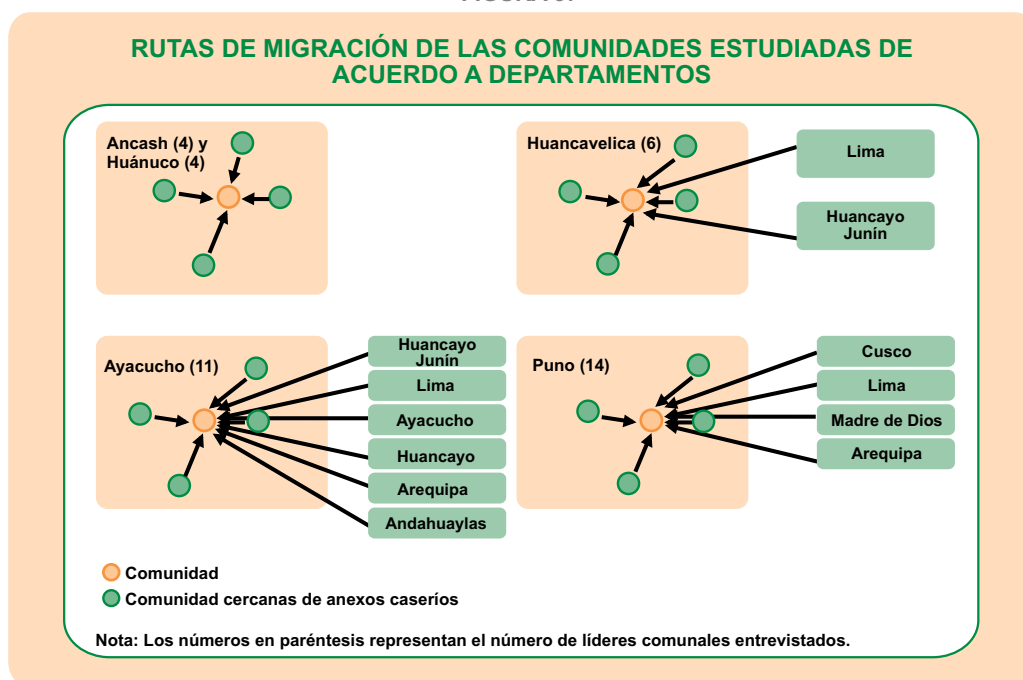 RUTAS DE MIGRACIÓN DE LAS COMUNIDADES ESTUDIADAS DE
ACUERDO A DEPARTAMENTOS
Ancash (4) y
Huánuco (4)
Huancavelica (6)
Lima
Huancayo
Junín
Ayacucho (11)
Huancayo
Junín
Lima
Ayacucho
Huancayo
Arequipa
Andahuaylas
Puno (14)
Cusco
Lima
Madre de Dios
Arequipa
Comunidad
Comunidad cercanas de anexos caseríos
Nota: Los números en paréntesis representan el número de líderes comunales entrevistados.